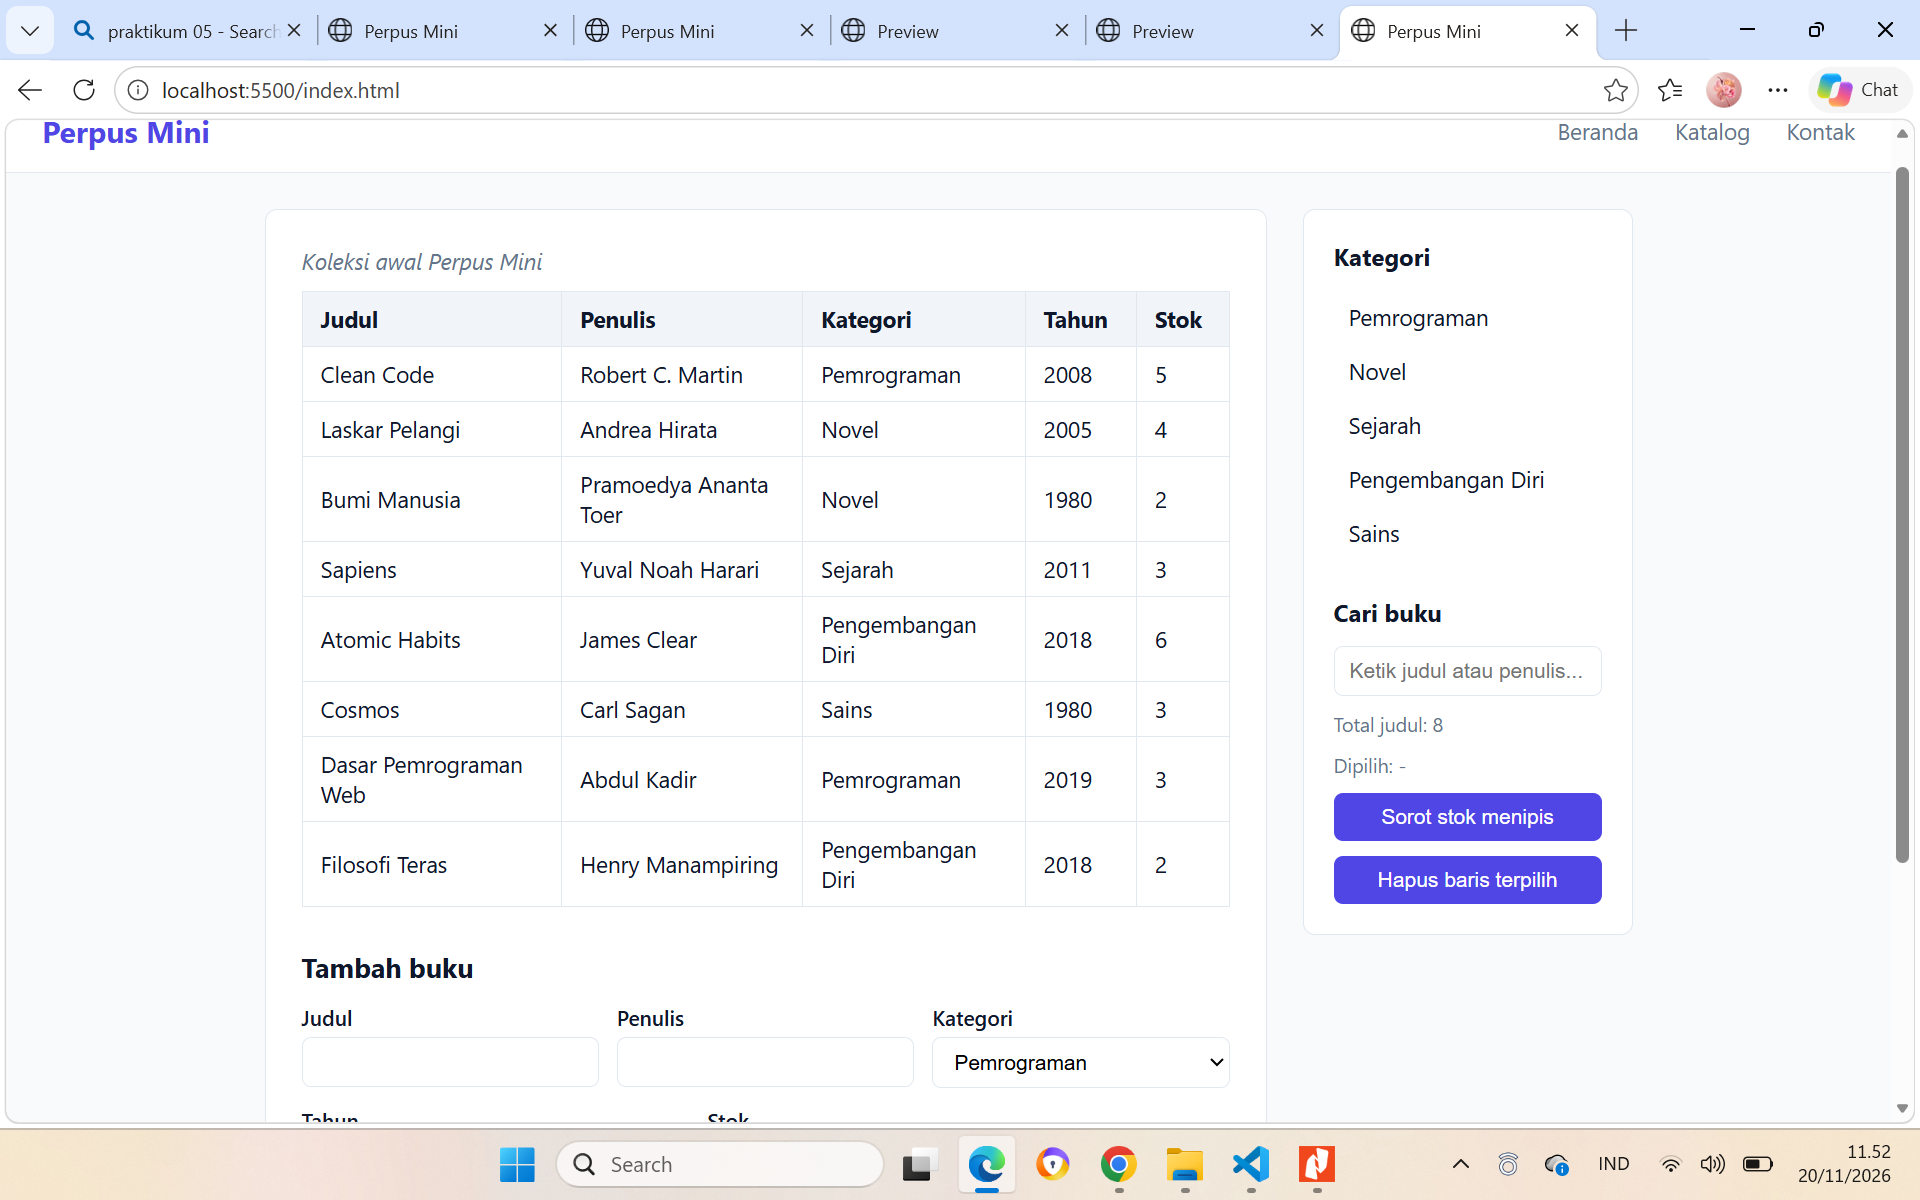 praktikum 05 - Search
Perpus Mini
Perpus Mini
Preview
Preview
Perpus Mini
localhost:5500/index.html
Chat
Perpus Mini
Beranda
Katalog
Kontak
Koleksi awal Perpus Mini
Judul Penulis Kategori Tahun Stok
Clean Code Robert C. Martin Pemrograman 2008 5
Laskar Pelangi Andrea Hirata Novel 2005 4
Bumi Manusia Pramoedya Ananta Toer Novel 1980 2
Sapiens Yuval Noah Harari Sejarah 2011 3
Atomic Habits James Clear Pengembangan Diri 2018 6
Cosmos Carl Sagan Sains 1980 3
Dasar Pemrograman Web Abdul Kadir Pemrograman 2019 3
Filosofi Teras Henry Manampiring Pengembangan Diri 2018 2
Tambah buku
Judul Penulis Kategori
Pemrograman
Tahun Stok
Kategori
Pemrograman
Novel
Sejarah
Pengembangan Diri
Sains
Cari buku
Ketik judul atau penulis...
Total judul: 8
Dipilih: -
Sorot stok menipis
Hapus baris terpilih
Search
IND
11.52
20/11/2026